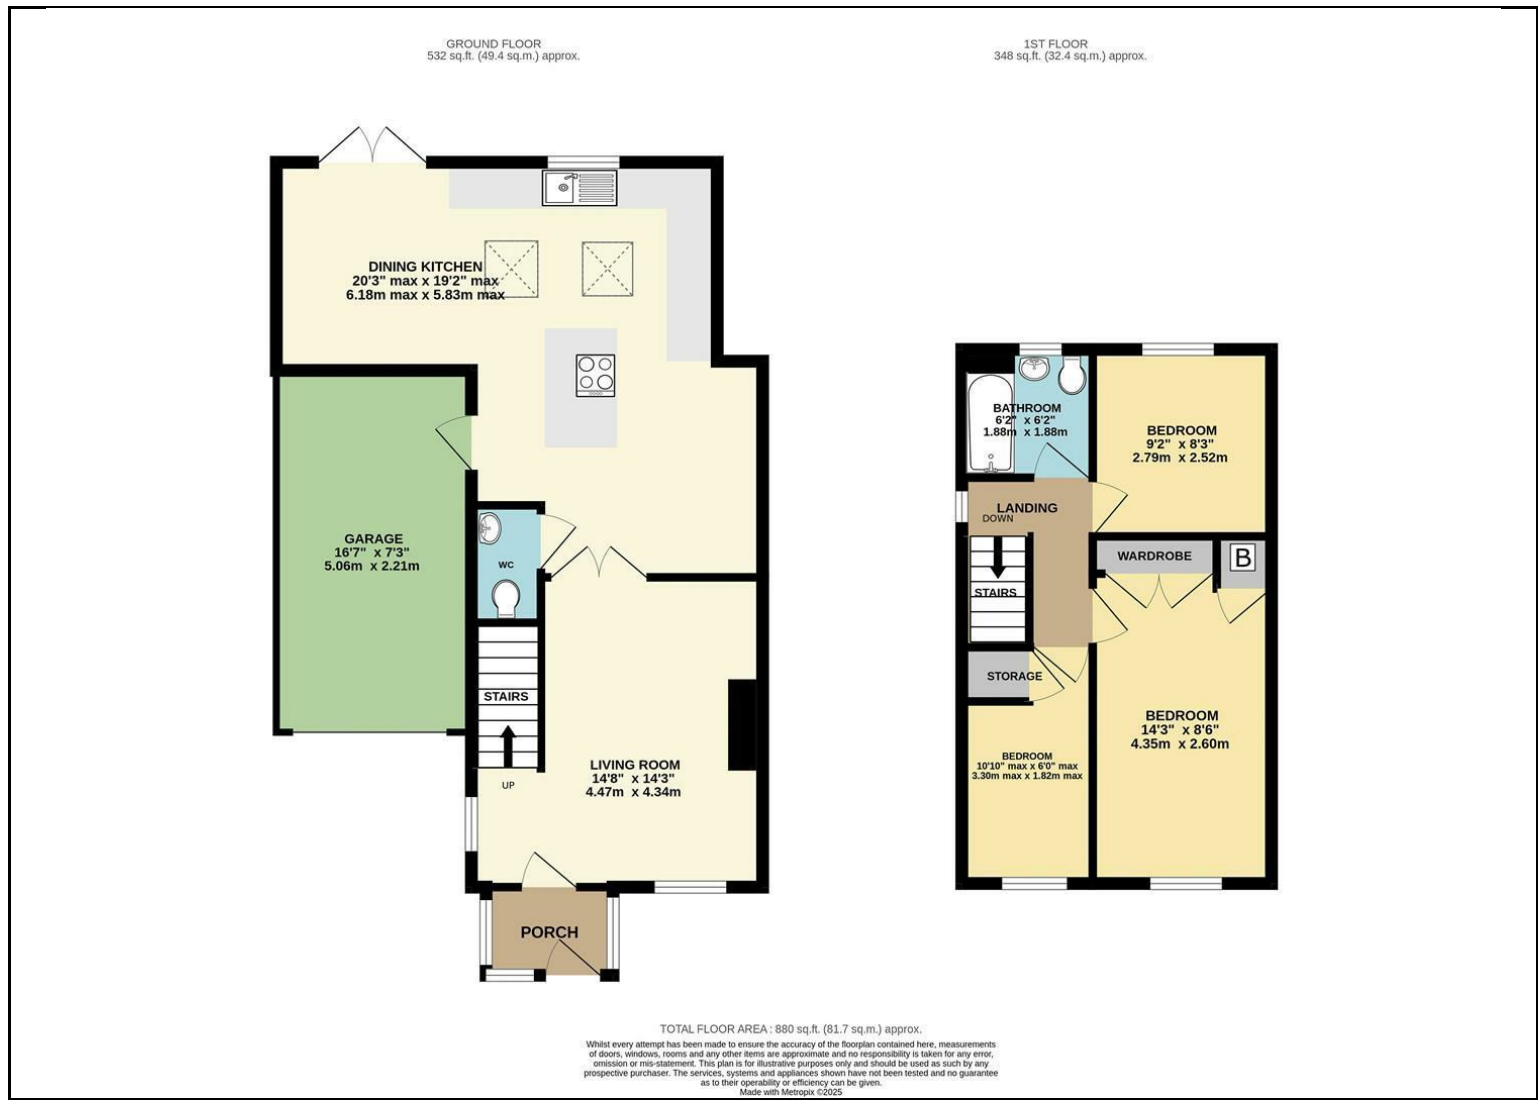 GROUND FLOOR
532 sq.ft. (49.4 sq.m.) approx.
1ST FLOOR
348 sq.ft. (32.4 sq.m.) approx.
DINING KITCHEN
20'3" max x 19'2" max
6.18m max x 5.83m max
GARAGE
16'7" x 7'3"
5.06m x 2.21m
WC
STAIRS
UP
LIVING ROOM
14'8" x 14'3"
4.47m x 4.34m
PORCH
BATHROOM
6'2" x 6'2"
1.88m x 1.88m
BEDROOM
9'2" x 8'3"
2.79m x 2.52m
LANDING
DOWN
WARDROBE
B
STAIRS
STORAGE
BEDROOM
14'3" x 8'6"
4.35m x 2.60m
BEDROOM
10'10" max x 6'0" max
3.30m max x 1.82m max
TOTAL FLOOR AREA : 880 sq.ft. (81.7 sq.m.) approx.
Whilst every attempt has been made to ensure the accuracy of the floorplan contained here, measurements
of doors, windows, rooms and any other items are approximate and no responsibility is taken for any error,
omission or mis-statement. This plan is for illustrative purposes only and should be used as such by any
prospective purchaser. The services, systems and appliances shown have not been tested and no guarantee
as to their operability or efficiency can be given.
Made with Metropix ©2025